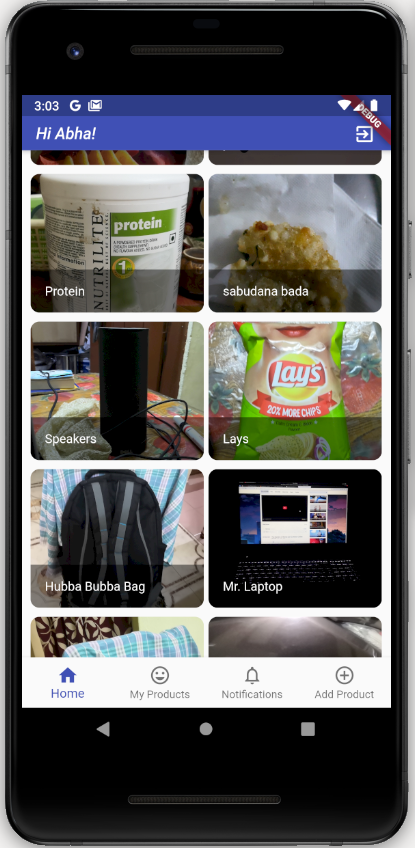 3:03
DEBUG
Hi Abha!
NUTRILITE
protein
1
Protein
sabudana bada
Speakers
Lay's
20% MORE CHIPS
Lays
Hubba Bubba Bag
Mr. Laptop
Home
My Products
Notifications
Add Product